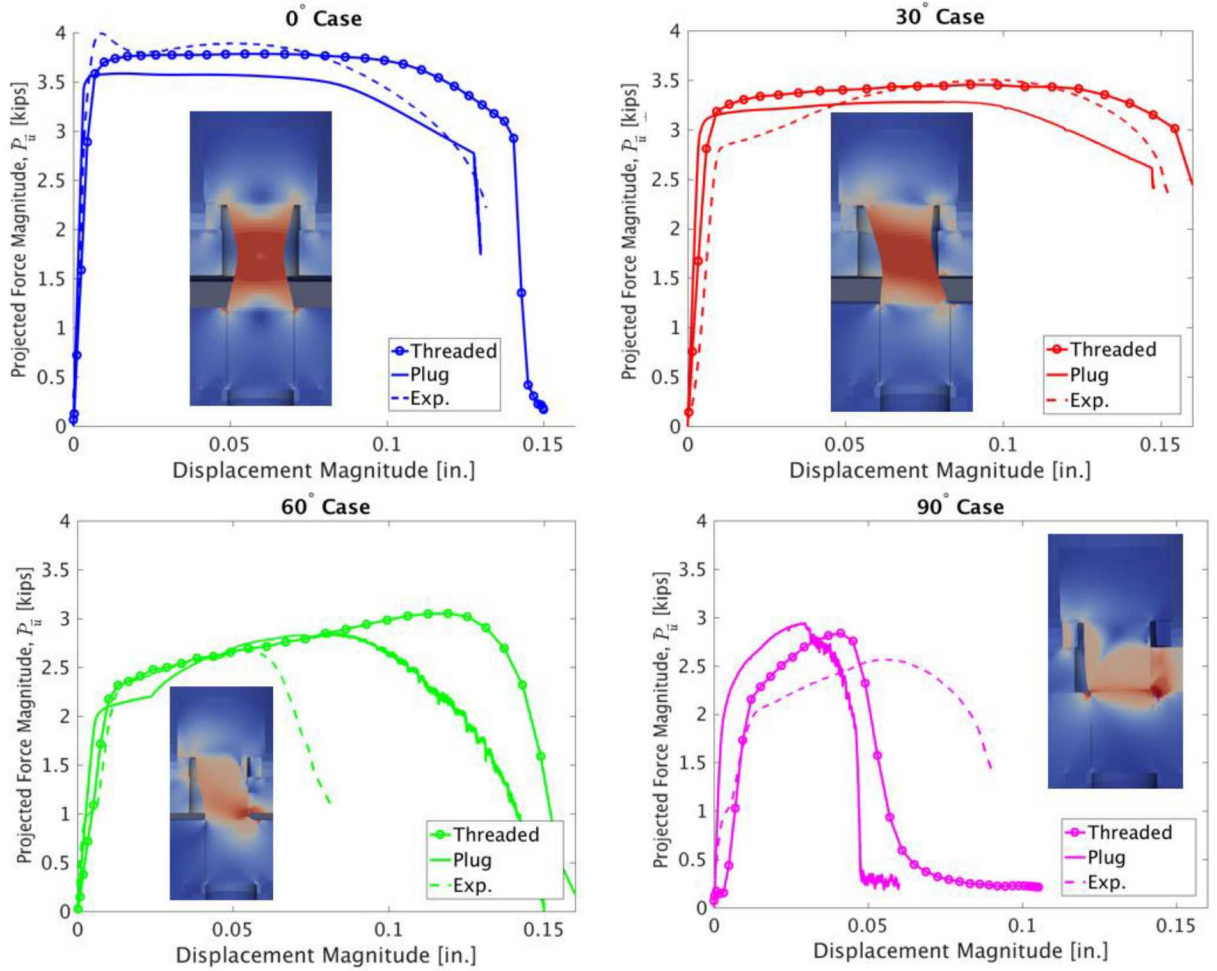 0° Case
Projected Force Magnitude, P_u⃗ [kips]
4
3.5
3
2.5
2
1.5
1
0.5
0
Threaded
Plug
Exp.
0 0.05 0.1 0.15
Displacement Magnitude [in.]
30° Case
Projected Force Magnitude, P_u⃗ [kips]
4
3.5
3
2.5
2
1.5
1
0.5
0
Threaded
Plug
Exp.
0 0.05 0.1 0.15
Displacement Magnitude [in.]
60° Case
Projected Force Magnitude, P_u⃗ [kips]
4
3.5
3
2.5
2
1.5
1
0.5
0
Threaded
Plug
Exp.
0 0.05 0.1 0.15
Displacement Magnitude [in.]
90° Case
Projected Force Magnitude, P_u⃗ [kips]
4
3.5
3
2.5
2
1.5
1
0.5
0
Threaded
Plug
Exp.
0 0.05 0.1 0.15
Displacement Magnitude [in.]